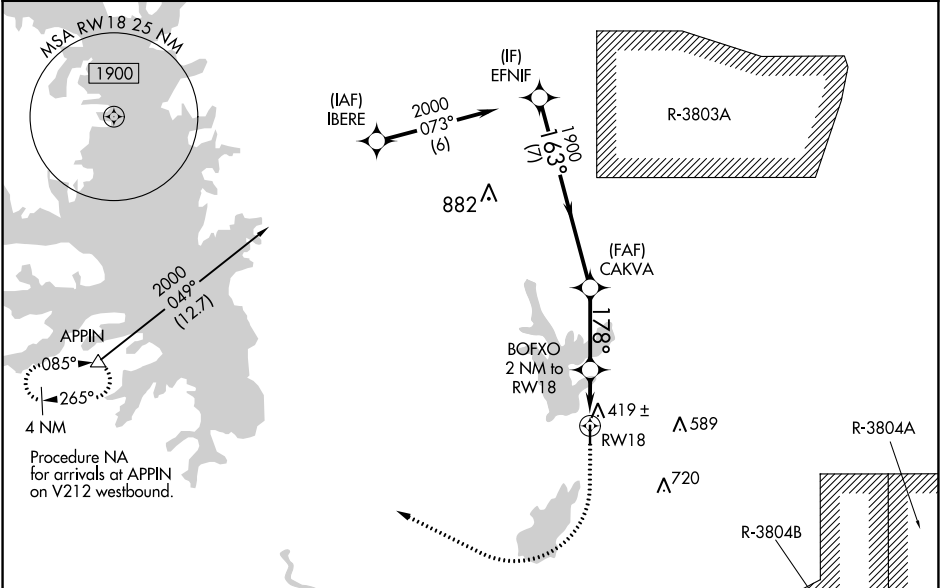 MSA RW18 25 NM
1900
(IAF)
IBERE
2000
073°
(6)
(IF)
EFNIF
1900
163°
(7)
R-3803A
882
(FAF)
CAKVA
178°
BOFXO
2 NM to
RW18
419 ±
RW18
589
720
2000
049°
(12.7)
APPIN
085°
265°
4 NM
Procedure NA
for arrivals at APPIN
on V212 westbound.
R-3804A
R-3804B